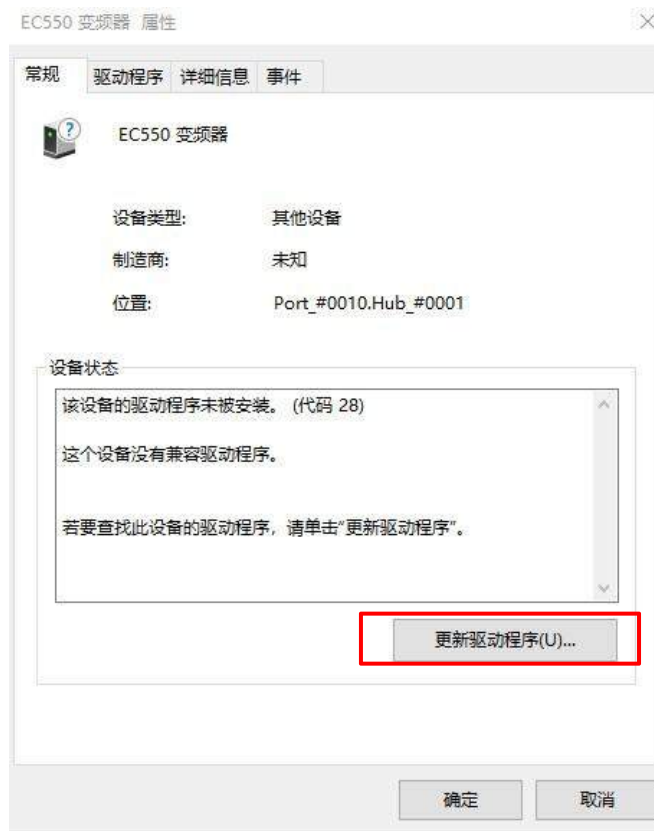 EC550 变频器 属性
常规 驱动程序 详细信息 事件
EC550 变频器
设备类型: 其他设备
制造商: 未知
位置: Port_#0010.Hub_#0001
设备状态
该设备的驱动程序未被安装。 (代码 28)
这个设备没有兼容驱动程序。
若要查找此设备的驱动程序，请单击“更新驱动程序”。
更新驱动程序(U)...
确定 取消